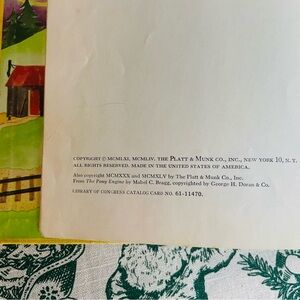 COPYRIGHT © MCMLXI, MCMLIV, THE PLATT & MUNK CO., INC., NEW YORK 10, N. Y.
ALL RIGHTS RESERVED. MADE IN THE UNITED STATES OF AMERICA.
Also copyright MCMXXX and MCMXLV by The Platt & Munk Co., Inc.
From The Pony Engine by Mabel C. Bragg, copyrighted by George H. Doran & Co.
LIBRARY OF CONGRESS CATALOG CARD NO. 61-11470.